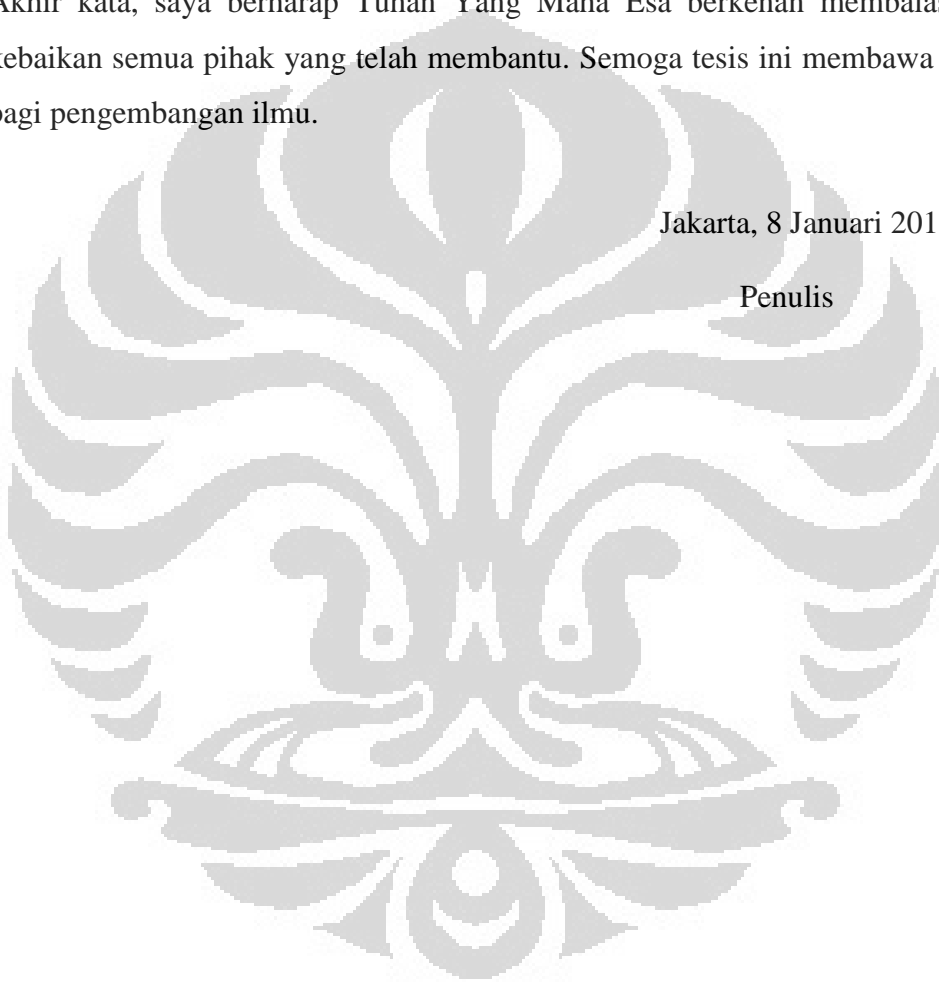 Akhir kata, saya berharap Tuhan Yang Maha Esa berkenan membalas
kebaikan semua pihak yang telah membantu. Semoga tesis ini membawa
bagi pengembangan ilmu.
Jakarta, 8 Januari 201
Penulis